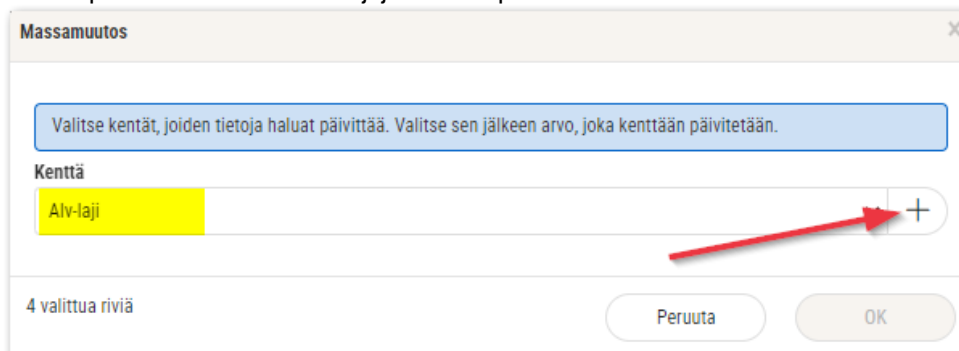 Massamuutos
Valitse kentät, joiden tietoja haluat päivittää. Valitse sen jälkeen arvo, joka kenttään päivitetään.
Kenttä
Alv-laji
4 valittua riviä
Peruuta
OK